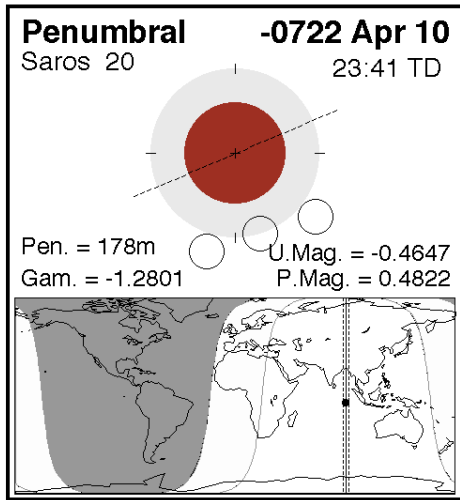 Penumbral -0722 Apr 10
Saros 20 23:41 TD
Pen. = 178m U.Mag. = -0.4647
Gam. = -1.2801 P.Mag. = 0.4822